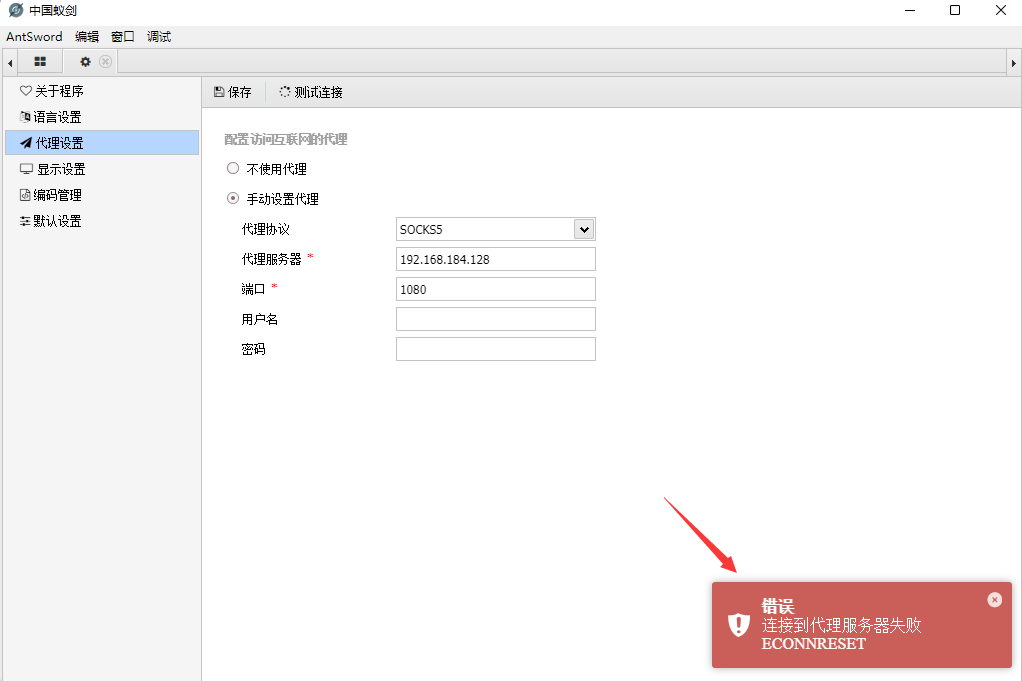 中国蚁剑
AntSword 编辑 窗口 调试
关于程序
语言设置
代理设置
显示设置
编码管理
默认设置
保存 测试连接
配置访问互联网的代理
不使用代理
手动设置代理
代理协议 SOCKS5
代理服务器 * 192.168.184.128
端口 * 1080
用户名
密码
错误
连接到代理服务器失败
ECONNRESET